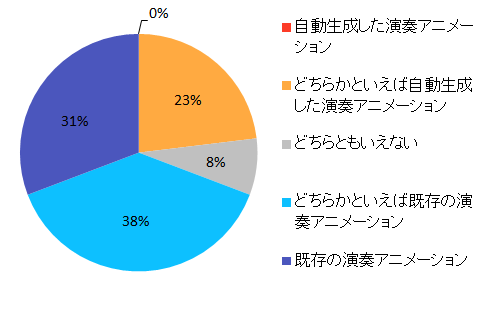 0%
23%
8%
38%
31%
自動生成した演奏アニメー
ション
どちらかといえば自動生成
した演奏アニメーション
どちらともいえない
どちらかといえば既存の演
奏アニメーション
既存の演奏アニメーション